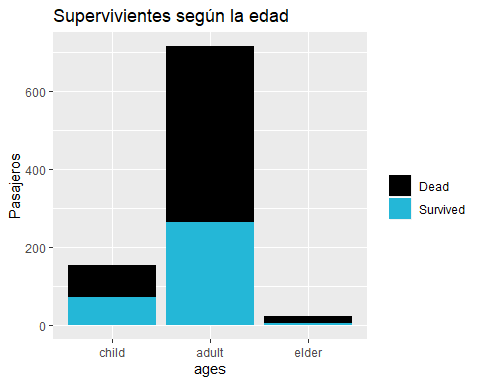 Supervivientes según la edad
Pasajeros
600
400
200
0
child adult elder
ages
Dead
Survived